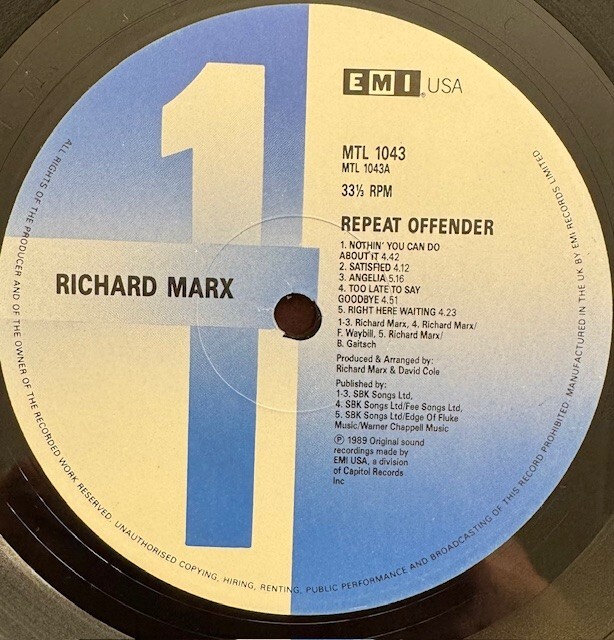 EMI USA
MTL 1043
MTL 1043A
33⅓ RPM
REPEAT OFFENDER
1. NOTHIN' YOU CAN DO
ABOUT IT 4.42
2. SATISFIED 4.12
3. ANGELIA 5.16
4. TOO LATE TO SAY
GOODBYE 4.51
5. RIGHT HERE WAITING 4.23
1-3. Richard Marx, 4. Richard Marx/
F. Waybill, 5. Richard Marx/
B. Gaitsch
Produced & Arranged by:
Richard Marx & David Cole
Published by:
1-3. SBK Songs Ltd,
4. SBK Songs Ltd/Fee Songs Ltd,
5. SBK Songs Ltd/Edge Of Fluke
Music/Warner Chappell Music
℗ 1989 Original sound
recordings made by
EMI USA, a division
of Capitol Records
Inc
1
RICHARD MARX
ALL RIGHTS OF THE PRODUCER AND OF THE OWNER OF THE RECORDED WORK RESERVED. UNAUTHORISED COPYING, HIRING, RENTING, PUBLIC PERFORMANCE AND BROADCASTING OF THIS RECORD PROHIBITED. MANUFACTURED IN THE UK BY EMI RECORDS LIMITED